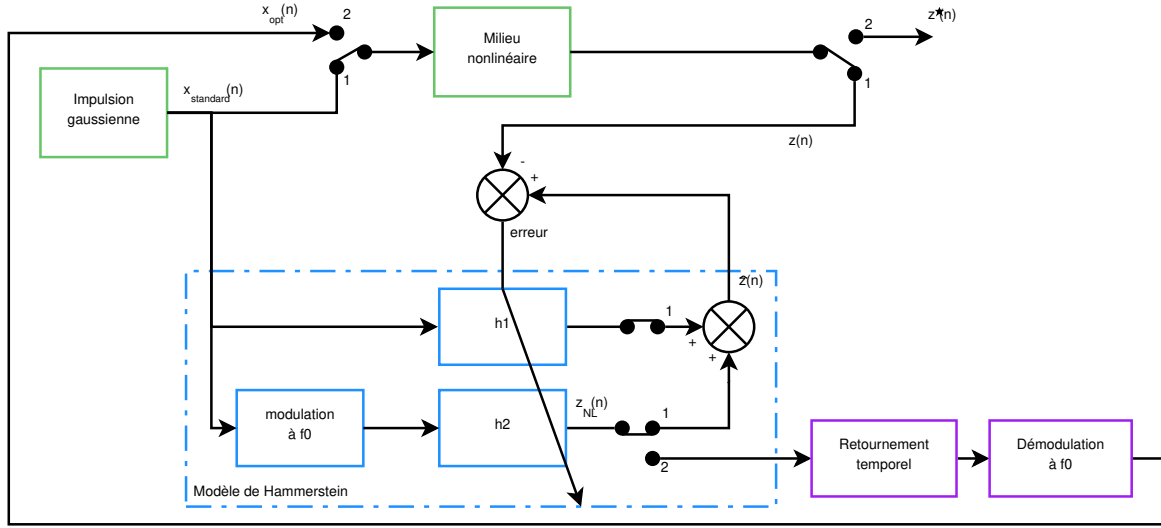 x_opt(n)
2
z*(n)
2
1
1
Milieu
nonlinéaire
Impulsion
gaussienne
x_standard(n)
z(n)
-
+
erreur
ẑ(n)
h1
1
+
+
modulation
à f0
h2
z_NL(n)
1
2
Retournement
temporel
Démodulation
à f0
Modèle de Hammerstein